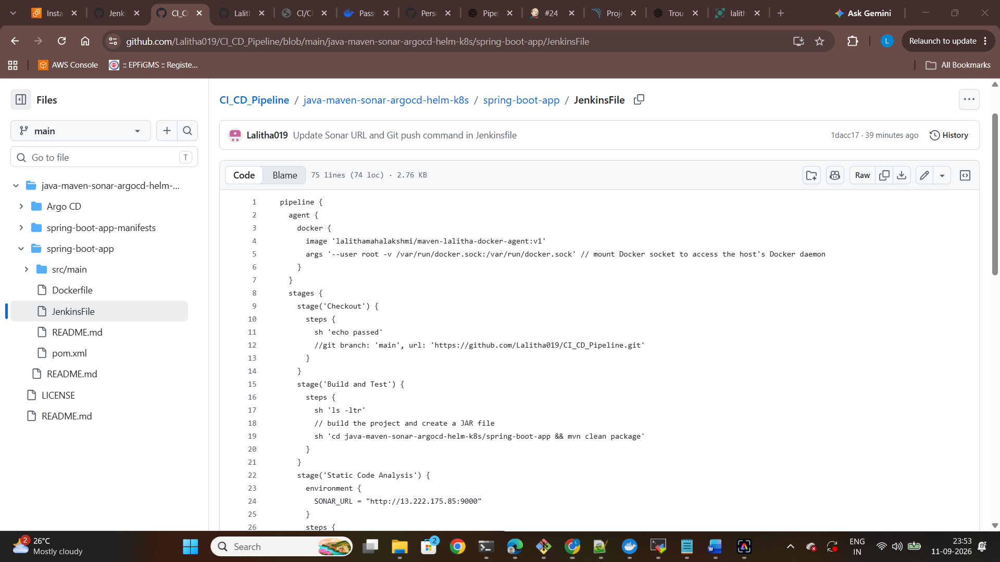 Insta
Jenki
CI_CI
Lalith
CI/CI
Pass
Pers
Pipe
#24
Proje
Trou
lalith
Ask Gemini
github.com/Lalitha019/CI_CD_Pipeline/blob/main/java-maven-sonar-argocd-helm-k8s/spring-boot-app/JenkinsFile
L
Relaunch to update
AWS Console
:: EPFiGMS :: Registe...
All Bookmarks
Files
CI_CD_Pipeline / java-maven-sonar-argocd-helm-k8s / spring-boot-app / JenkinsFile
main
Go to file
T
java-maven-sonar-argocd-helm-...
Argo CD
spring-boot-app-manifests
spring-boot-app
src/main
Dockerfile
JenkinsFile
README.md
pom.xml
README.md
LICENSE
README.md
Lalitha019 Update Sonar URL and Git push command in Jenkinsfile
1dacc17 · 39 minutes ago
History
Code
Blame
75 lines (74 loc) · 2.76 KB
Raw
1 pipeline {
2 agent {
3 docker {
4 image 'lalithamahalakshmi/maven-lalitha-docker-agent:v1'
5 args '--user root -v /var/run/docker.sock:/var/run/docker.sock' // mount Docker socket to access the host's Docker daemon
6 }
7 }
8 stages {
9 stage('Checkout') {
10 steps {
11 sh 'echo passed'
12 //git branch: 'main', url: 'https://github.com/Lalitha019/CI_CD_Pipeline.git'
13 }
14 }
15 stage('Build and Test') {
16 steps {
17 sh 'ls -ltr'
18 // build the project and create a JAR file
19 sh 'cd java-maven-sonar-argocd-helm-k8s/spring-boot-app && mvn clean package'
20 }
21 }
22 stage('Static Code Analysis') {
23 environment {
24 SONAR_URL = "http://13.222.175.85:9000"
25 }
26 steps {
2
26°C
Mostly cloudy
Search
2
ENG
IN
23:53
11-09-2026